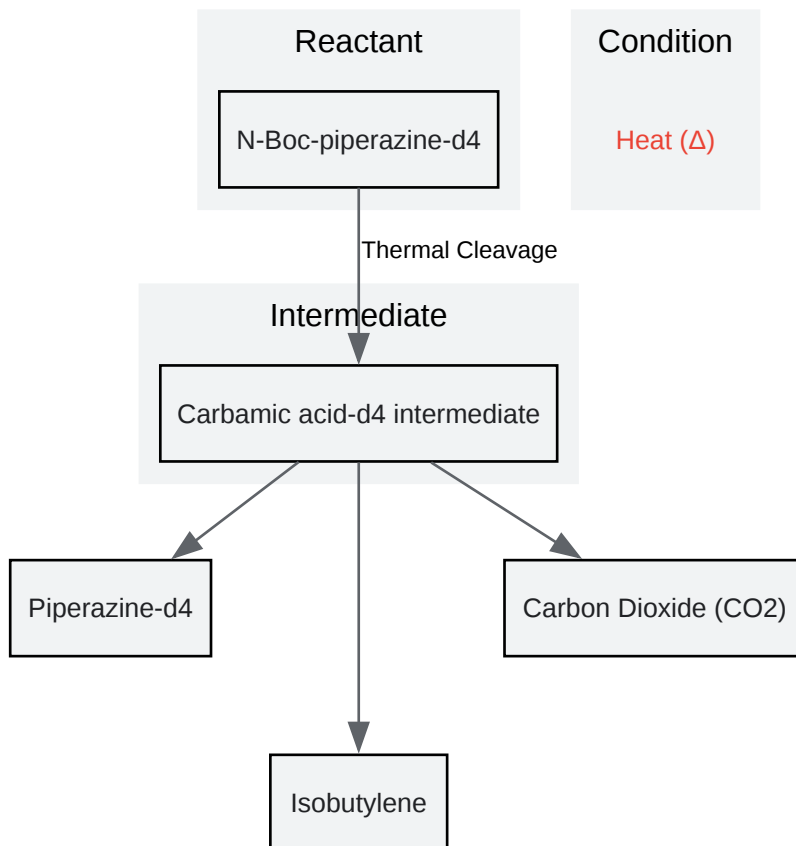 Reactant
Condition
N-Boc-piperazine-d4
Heat (Δ)
Thermal Cleavage
Intermediate
Carbamic acid-d4 intermediate
Piperazine-d4
Carbon Dioxide (CO2)
Isobutylene